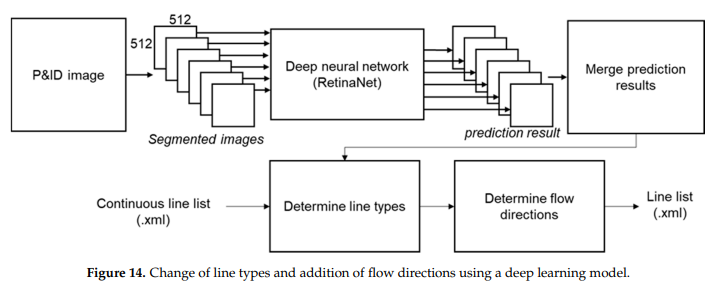 512
512
P&ID image
Deep neural network
(RetinaNet)
Merge prediction
results
Segmented images
prediction result
Continuous line list
(.xml)
Determine line types
Determine flow
directions
Line list
(.xml)
Figure 14. Change of line types and addition of flow directions using a deep learning model.